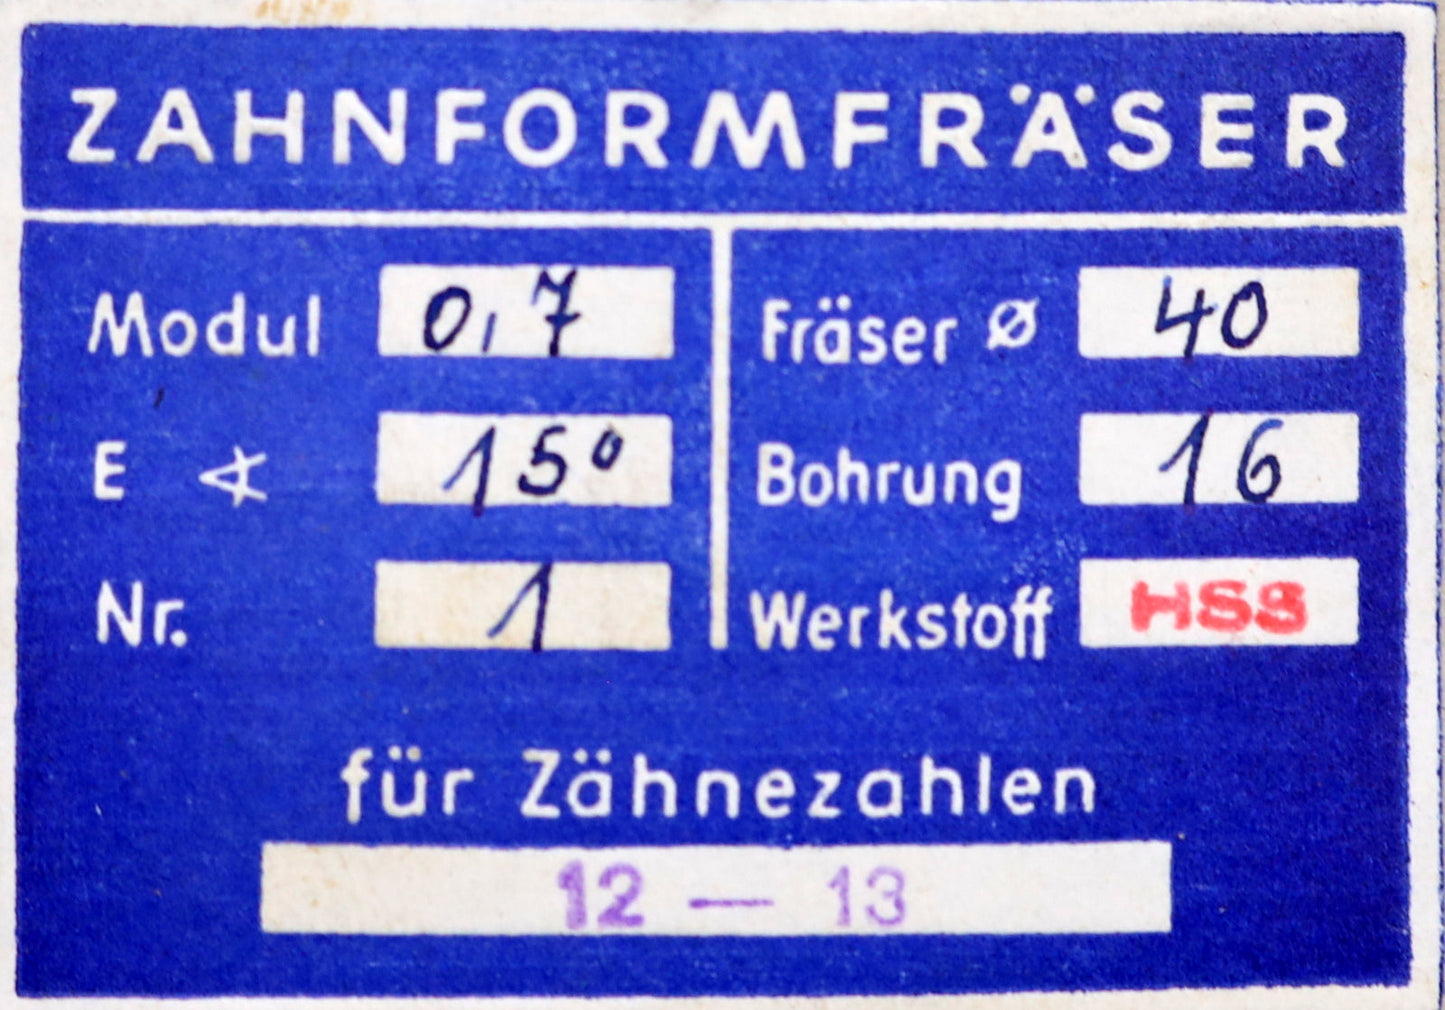 ZAHNFORMFRÄSER
Modul 0,7
E ∢ 15°
Nr. 1
Fräser ⌀ 40
Bohrung 16
Werkstoff HSS
für Zähnezahlen
12 — 13